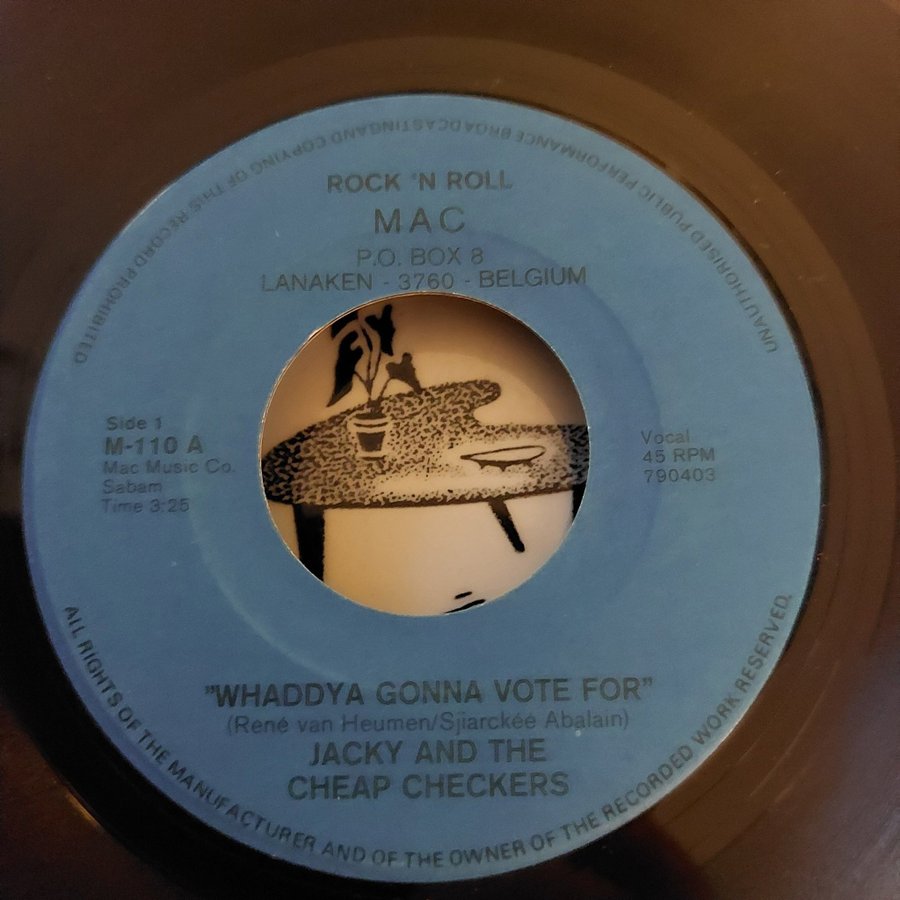 UNAUTHORISED PUBLIC PERFORMANCE BROADCASTINGAND COPYING OF THIS RECORD PROHIBITED
ROCK 'N ROLL
MAC
P.O. BOX 8
LANAKEN - 3760 - BELGIUM
Side 1
M-110 A
Mac Music Co.
Sabam
Time 3:25
Vocal
45 RPM
790403
"WHADDYA GONNA VOTE FOR"
(René van Heumen/Sjiarckéé Abalain)
JACKY AND THE
CHEAP CHECKERS
ALL RIGHTS OF THE MANUFACTURER AND OF THE OWNER OF THE RECORDED WORK RESERVED.